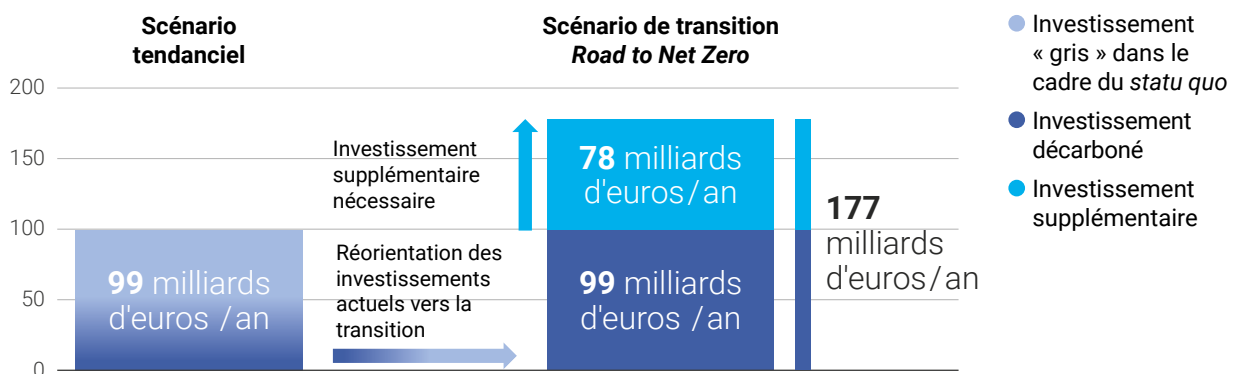 Scénario
tendanciel
Scénario de transition
Road to Net Zero
200
150
100
50
0
99 milliards
d'euros /an
Investissement
supplémentaire
nécessaire
Réorientation des
investissements
actuels vers la
transition
78 milliards
d'euros/an
99 milliards
d'euros /an
177
milliards
d'euros/an
Investissement
« gris » dans le
cadre du statu quo
Investissement
décarboné
Investissement
supplémentaire